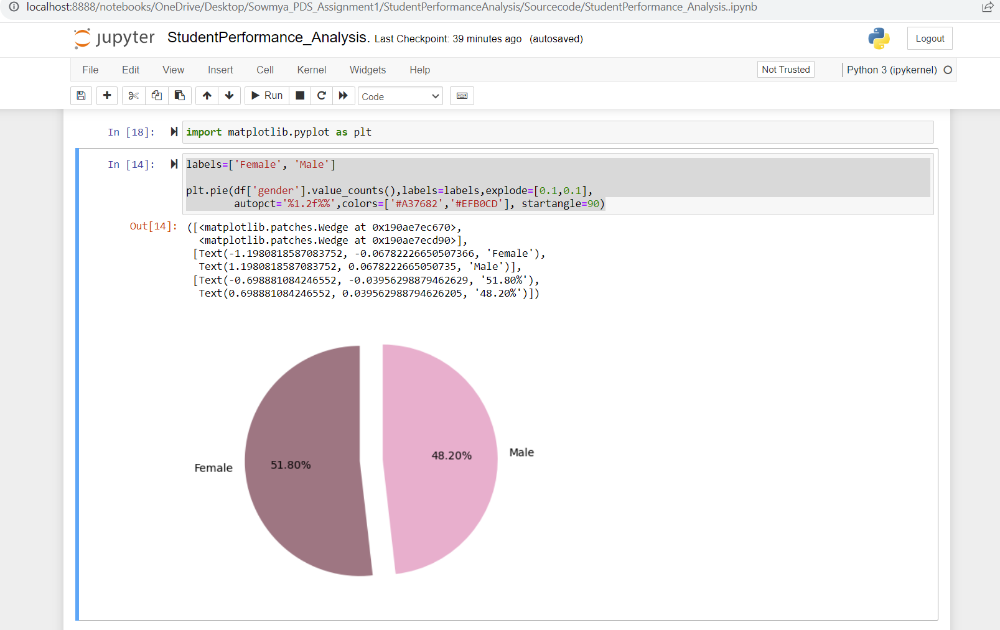 localhost:8888/notebooks/OneDrive/Desktop/Sowmya_PDS_Assignment1/StudentPerformanceAnalysis/Sourcecode/StudentPerformance_Analysis..ipynb
jupyter StudentPerformance_Analysis. Last Checkpoint: 39 minutes ago (autosaved) Logout
File Edit View Insert Cell Kernel Widgets Help Not Trusted Python 3 (ipykernel)
Run Code
In [18]: import matplotlib.pyplot as plt
In [14]: labels=['Female', 'Male']
plt.pie(df['gender'].value_counts(),labels=labels,explode=[0.1,0.1],
autopct='%1.2f%%',colors=['#A37682','#EFB0CD'], startangle=90)
Out[14]: ([<matplotlib.patches.Wedge at 0x190ae7ec670>,
<matplotlib.patches.Wedge at 0x190ae7ecd90>],
[Text(-1.1980818587083752, -0.06782226650507366, 'Female'),
Text(1.1980818587083752, 0.0678222665050735, 'Male')],
[Text(-0.698881084246552, -0.03956298879462629, '51.80%'),
Text(0.698881084246552, 0.039562988794626205, '48.20%')])
Female 51.80% 48.20% Male